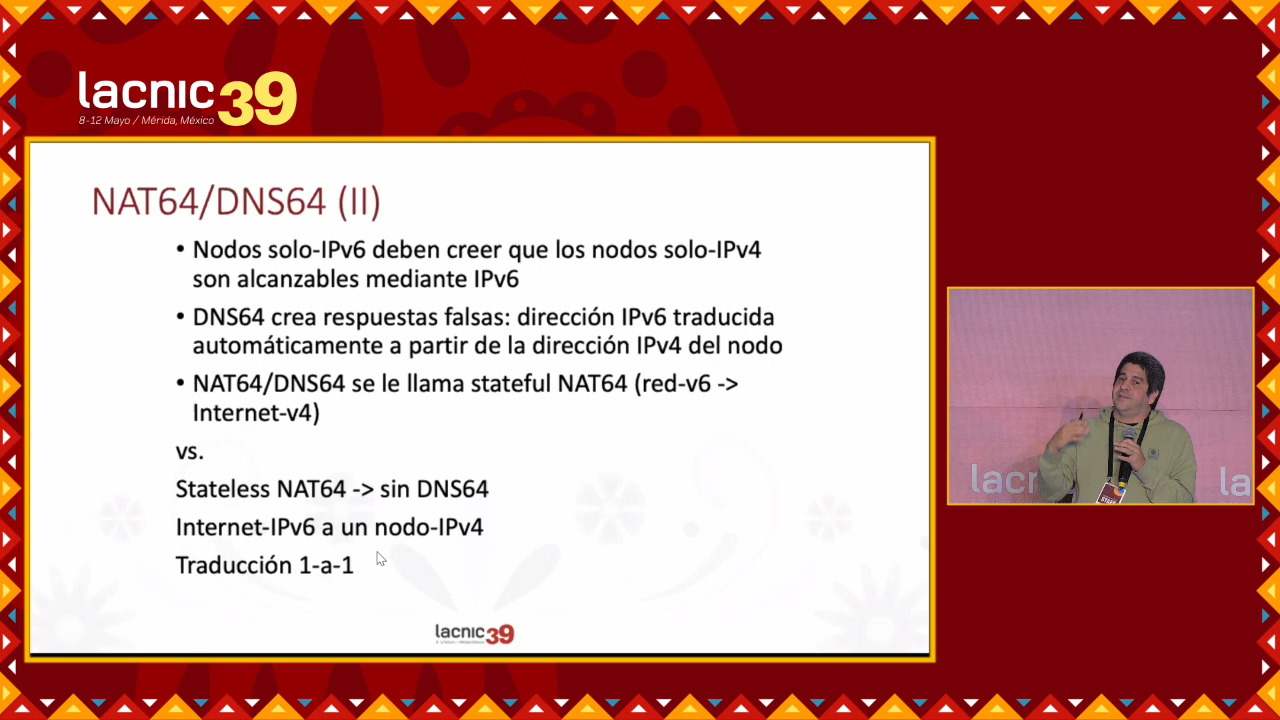 lacnic39
8-12 Mayo / Mérida, México
NAT64/DNS64 (II)
• Nodos solo-IPv6 deben creer que los nodos solo-IPv4
son alcanzables mediante IPv6
• DNS64 crea respuestas falsas: dirección IPv6 traducida
automáticamente a partir de la dirección IPv4 del nodo
• NAT64/DNS64 se le llama stateful NAT64 (red-v6 ->
Internet-v4)
vs.
Stateless NAT64 -> sin DNS64
Internet-IPv6 a un nodo-IPv4
Traducción 1-a-1
lacnic39
lacn
la